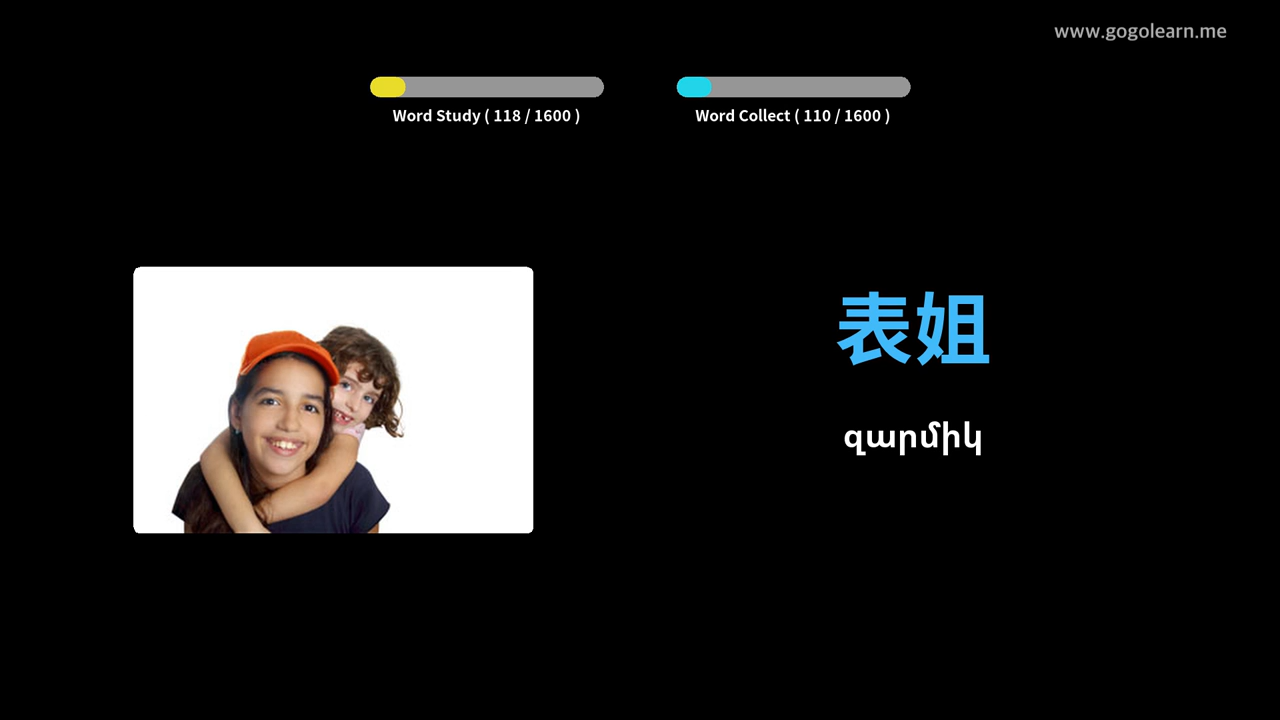 www.gogolearn.me
Word Study ( 118 / 1600 )
Word Collect ( 110 / 1600 )
表姐
զարմիկ